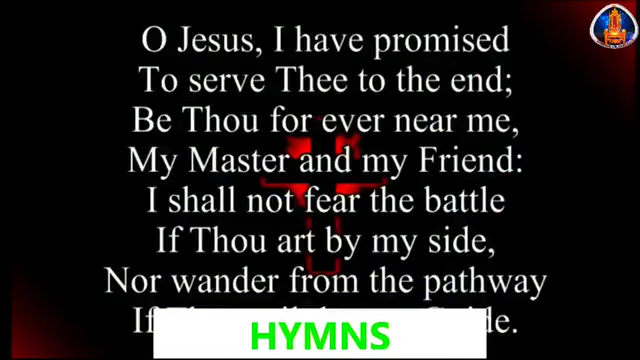 O Jesus, I have promised
To serve Thee to the end;
Be Thou for ever near me,
My Master and my Friend:
I shall not fear the battle
If Thou art by my side,
Nor wander from the pathway
If
HYMNS